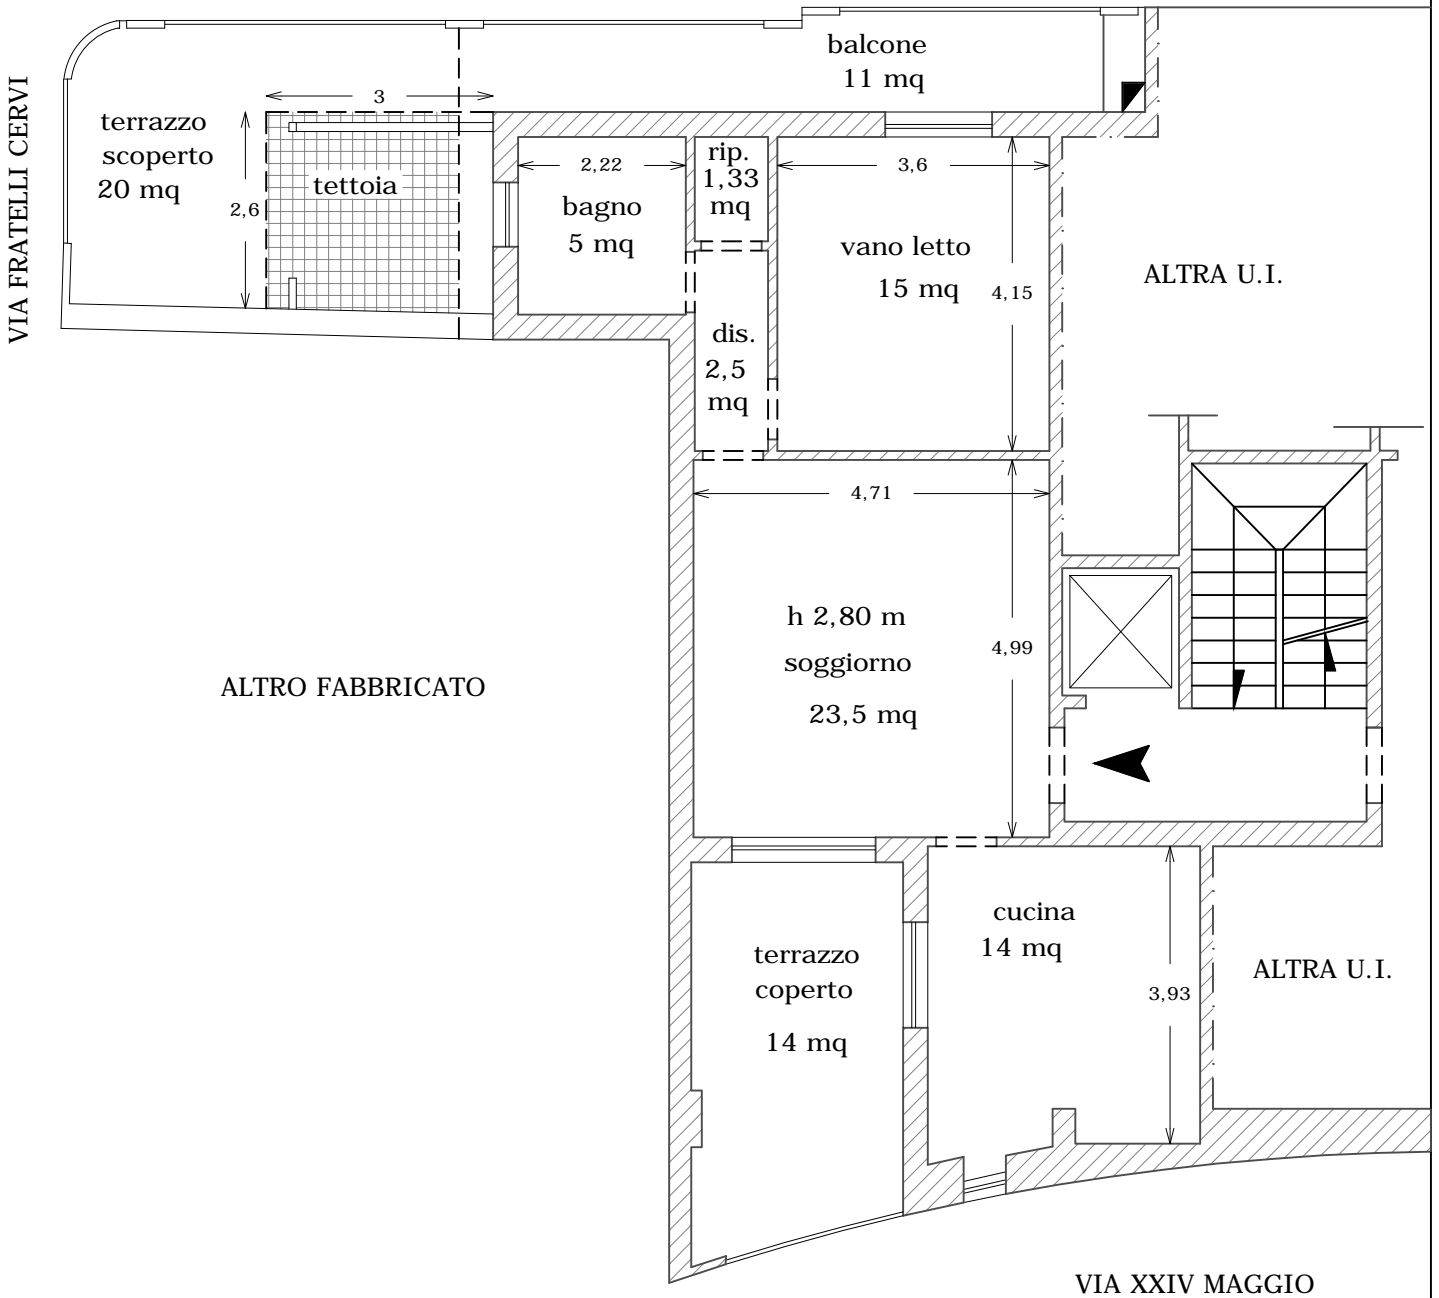 balcone
11 mq
VIA FRATELLI CERVI
terrazzo
scoperto
20 mq
3
2,6
tettoia
2,22
bagno
5 mq
rip.
1,33
mq
3,6
vano letto
15 mq
4,15
ALTRA U.I.
dis.
2,5
mq
4,71
h 2,80 m
soggiorno
23,5 mq
4,99
ALTRO FABBRICATO
cucina
14 mq
3,93
terrazzo
coperto
14 mq
ALTRA U.I.
VIA XXIV MAGGIO